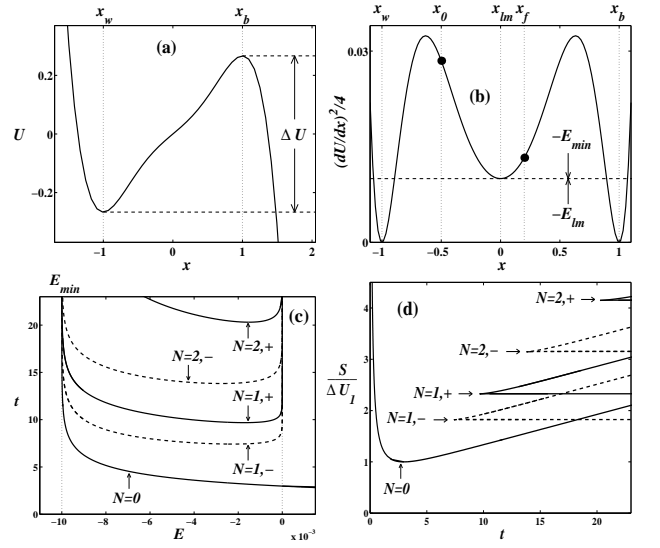 x_w x_b
(a)
U
0.2
0
−0.2
ΔU
−1 0 1 2
x
x_w x_0 x_lm x_f x_b
(b)
(dU/dx)^2/4
0.03
0
−E_min
−E_lm
−1 −0.5 0 0.5 1
x
E_min
(c)
t
20
15
10
5
0
N=2,+
N=2,−
N=1,+
N=1,−
N=0
−10 −8 −6 −4 −2 0
E
x 10^−3
(d)
S
ΔU_1
4
3
2
1
0
N=2,+
N=2,−
N=1,+
N=1,−
N=0
0 5 10 15 20
t